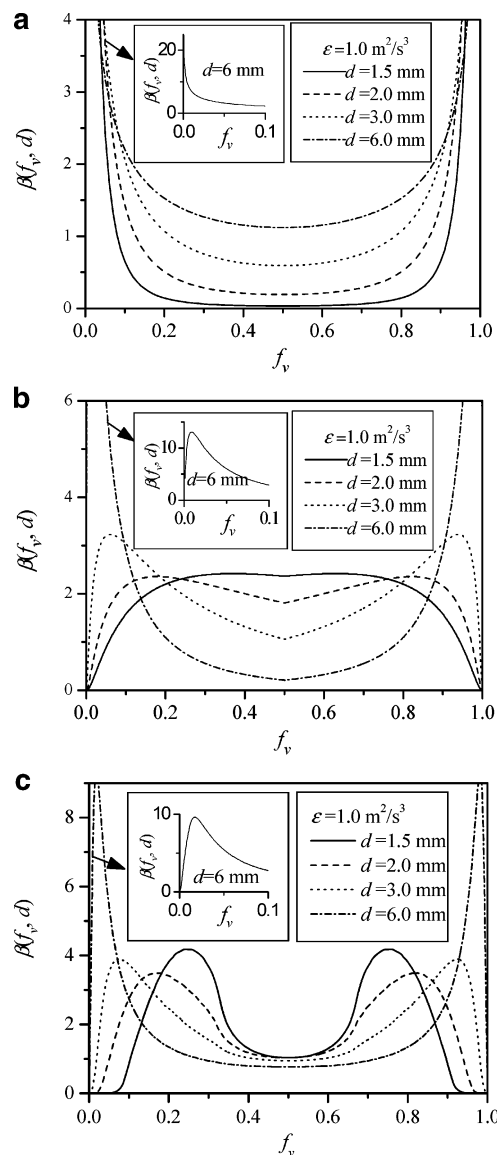 a
β(fv, d)
4
3
2
1
0
20
10
0
β(fv, d)
d=6 mm
0.0
0.1
fv
ε=1.0 m²/s³
d=1.5 mm
d=2.0 mm
d=3.0 mm
d=6.0 mm
0.0
0.2
0.4
0.6
0.8
1.0
fv
b
β(fv, d)
6
4
2
0
10
5
0
β(fv, d)
d=6 mm
0.0
0.1
fv
ε=1.0 m²/s³
d=1.5 mm
d=2.0 mm
d=3.0 mm
d=6.0 mm
0.0
0.2
0.4
0.6
0.8
1.0
fv
c
β(fv, d)
8
6
4
2
0
10
5
0
β(fv, d)
d=6 mm
0.0
0.1
fv
ε=1.0 m²/s³
d=1.5 mm
d=2.0 mm
d=3.0 mm
d=6.0 mm
0.0
0.2
0.4
0.6
0.8
1.0
fv